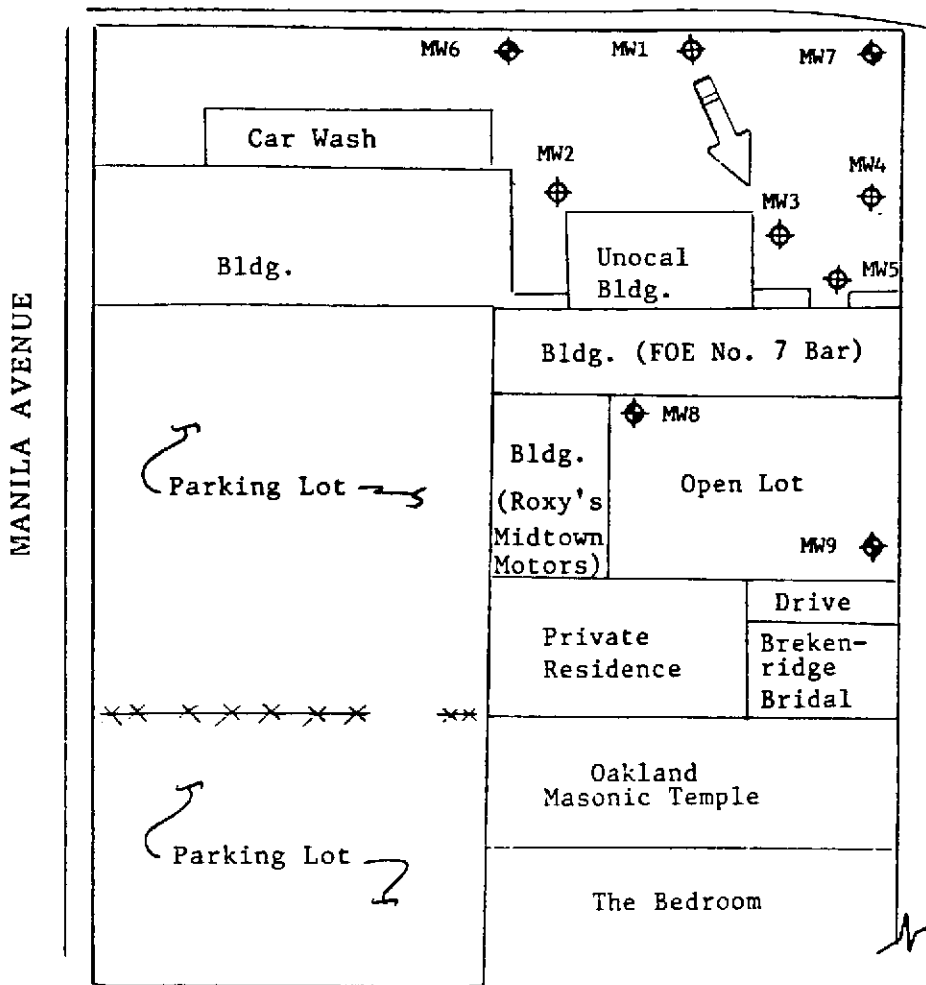 MW6
MW1
MW7
Car Wash
MW2
MW4
MW3
Unocal
Bldg.
Bldg.
MW5
MANILA AVENUE
Bldg. (FOE No. 7 Bar)
MW8
Bldg.
(Roxy's
Midtown
Motors)
Open Lot
Parking Lot
MW9
Drive
Private
Residence
Breken-
ridge
Bridal
Oakland
Masonic Temple
Parking Lot
The Bedroom